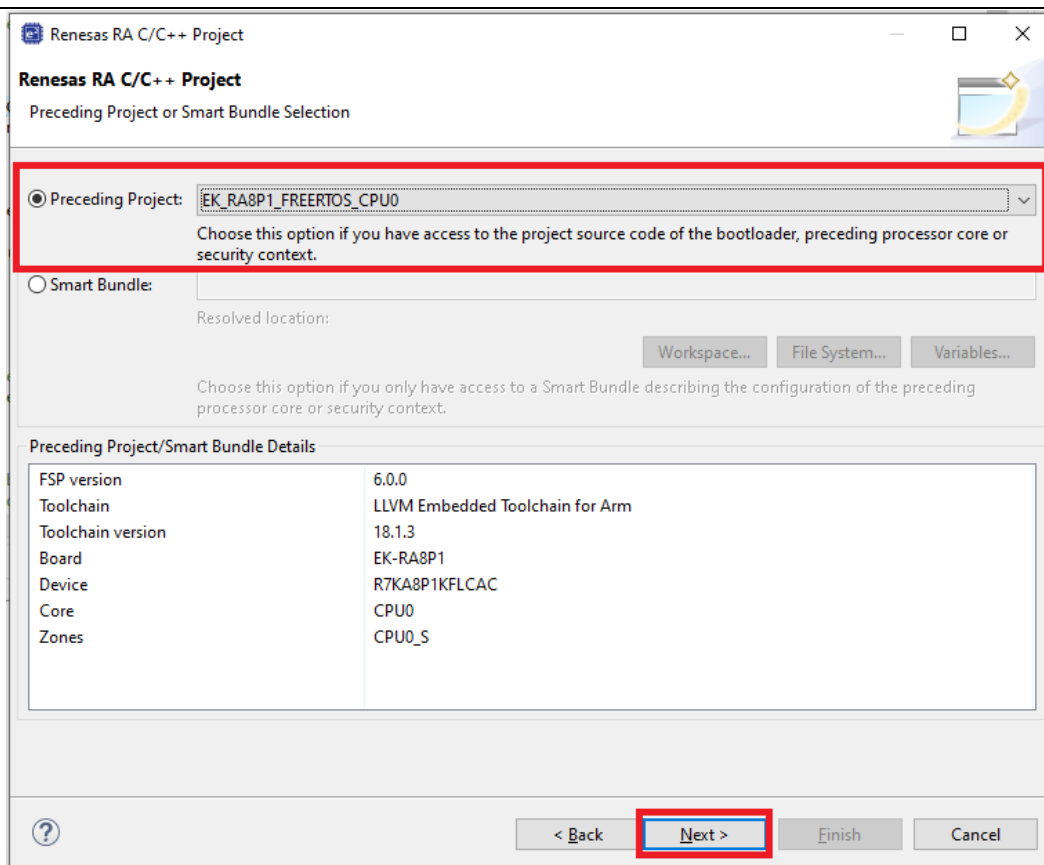 Renesas RA C/C++ Project
Renesas RA C/C++ Project
Preceding Project or Smart Bundle Selection
Preceding Project: EK_RA8P1_FREERTOS_CPU0
Choose this option if you have access to the project source code of the bootloader, preceding processor core or
security context.
Smart Bundle:
Resolved location:
Workspace... File System... Variables...
Choose this option if you only have access to a Smart Bundle describing the configuration of the preceding
processor core or security context.
Preceding Project/Smart Bundle Details
FSP version 6.0.0
Toolchain LLVM Embedded Toolchain for Arm
Toolchain version 18.1.3
Board EK-RA8P1
Device R7KA8P1KFLCAC
Core CPU0
Zones CPU0_S
? < Back Next > Finish Cancel